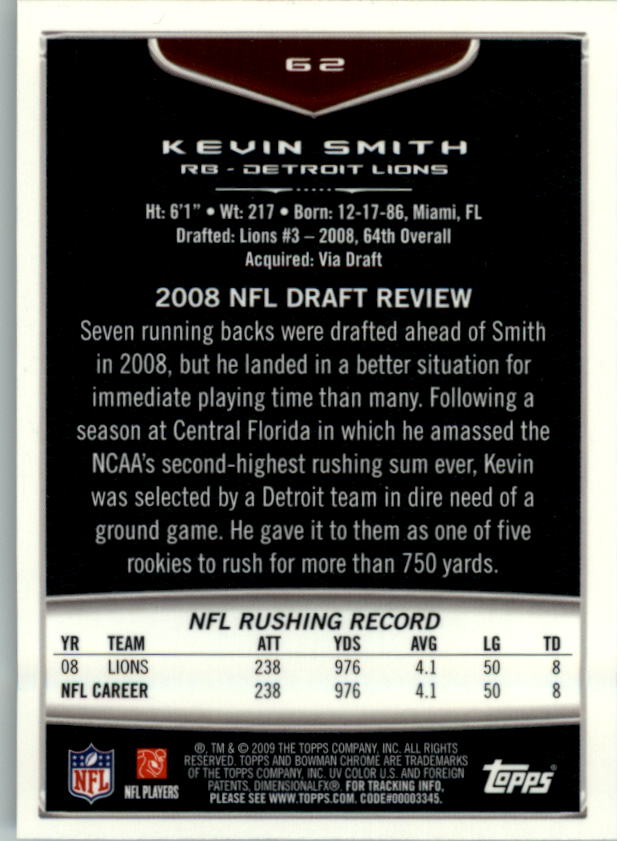 62
KEVIN SMITH
RB - DETROIT LIONS
Ht: 6'1" • Wt: 217 • Born: 12-17-86, Miami, FL
Drafted: Lions #3 – 2008, 64th Overall
Acquired: Via Draft
2008 NFL DRAFT REVIEW
Seven running backs were drafted ahead of Smith
in 2008, but he landed in a better situation for
immediate playing time than many. Following a
season at Central Florida in which he amassed the
NCAA's second-highest rushing sum ever, Kevin
was selected by a Detroit team in dire need of a
ground game. He gave it to them as one of five
rookies to rush for more than 750 yards.
NFL RUSHING RECORD
YR TEAM ATT YDS AVG LG TD
08 LIONS 238 976 4.1 50 8
NFL CAREER 238 976 4.1 50 8
®, TM & © 2009 THE TOPPS COMPANY, INC. ALL RIGHTS
RESERVED. TOPPS AND BOWMAN CHROME ARE TRADEMARKS
OF THE TOPPS COMPANY, INC. UV COLOR U.S. AND FOREIGN
PATENTS, DIMENSIONALFX®. FOR TRACKING INFO,
PLEASE SEE WWW.TOPPS.COM. CODE#00003345.
NFL
NFL PLAYERS
TOPPS®